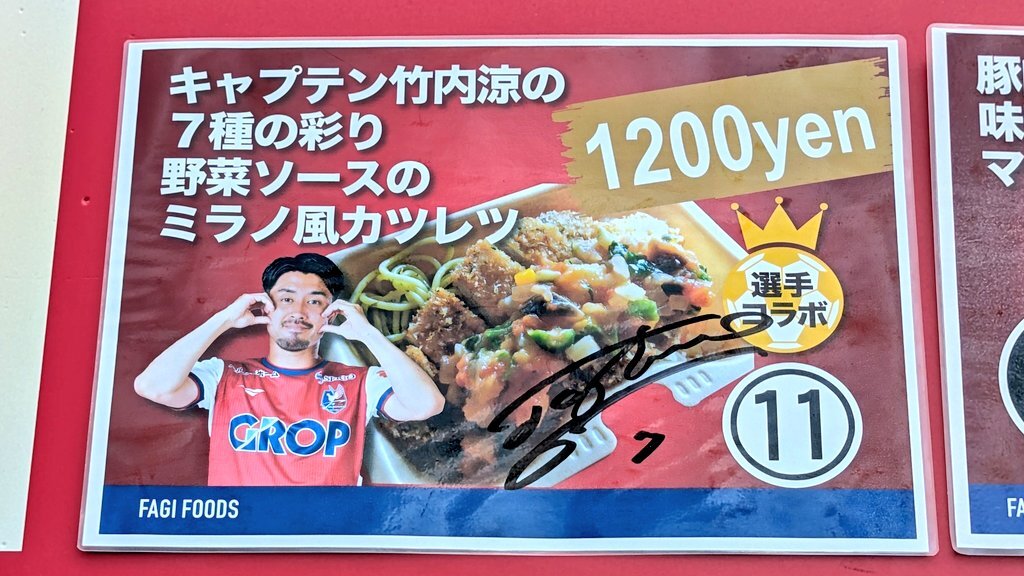 キャプテン竹内涼の
７種の彩り
野菜ソースの
ミラノ風カツレツ
1200yen
選手
コラボ
11
GROP
7
FAGI FOODS
豚
味
マ
FA